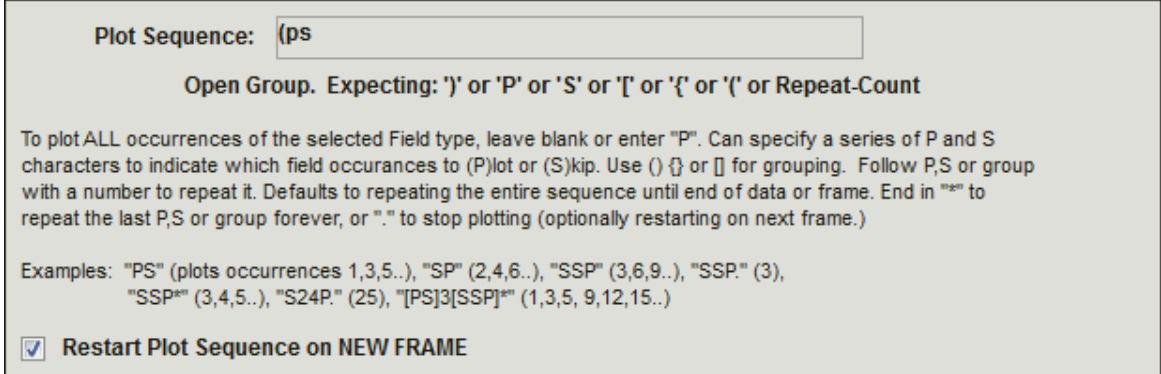 Plot Sequence: (ps
Open Group. Expecting: ')' or 'P' or 'S' or '[' or '{' or '(' or Repeat-Count
To plot ALL occurrences of the selected Field type, leave blank or enter "P". Can specify a series of P and S
characters to indicate which field occurances to (P)lot or (S)kip. Use () {} or [] for grouping. Follow P,S or group
with a number to repeat it. Defaults to repeating the entire sequence until end of data or frame. End in "*" to
repeat the last P,S or group forever, or "." to stop plotting (optionally restarting on next frame.)
Examples: "PS" (plots occurrences 1,3,5..), "SP" (2,4,6..), "SSP" (3,6,9..), "SSP." (3),
"SSP*" (3,4,5..), "S24P." (25), "[PS]3[SSP]*" (1,3,5, 9,12,15..)
Restart Plot Sequence on NEW FRAME